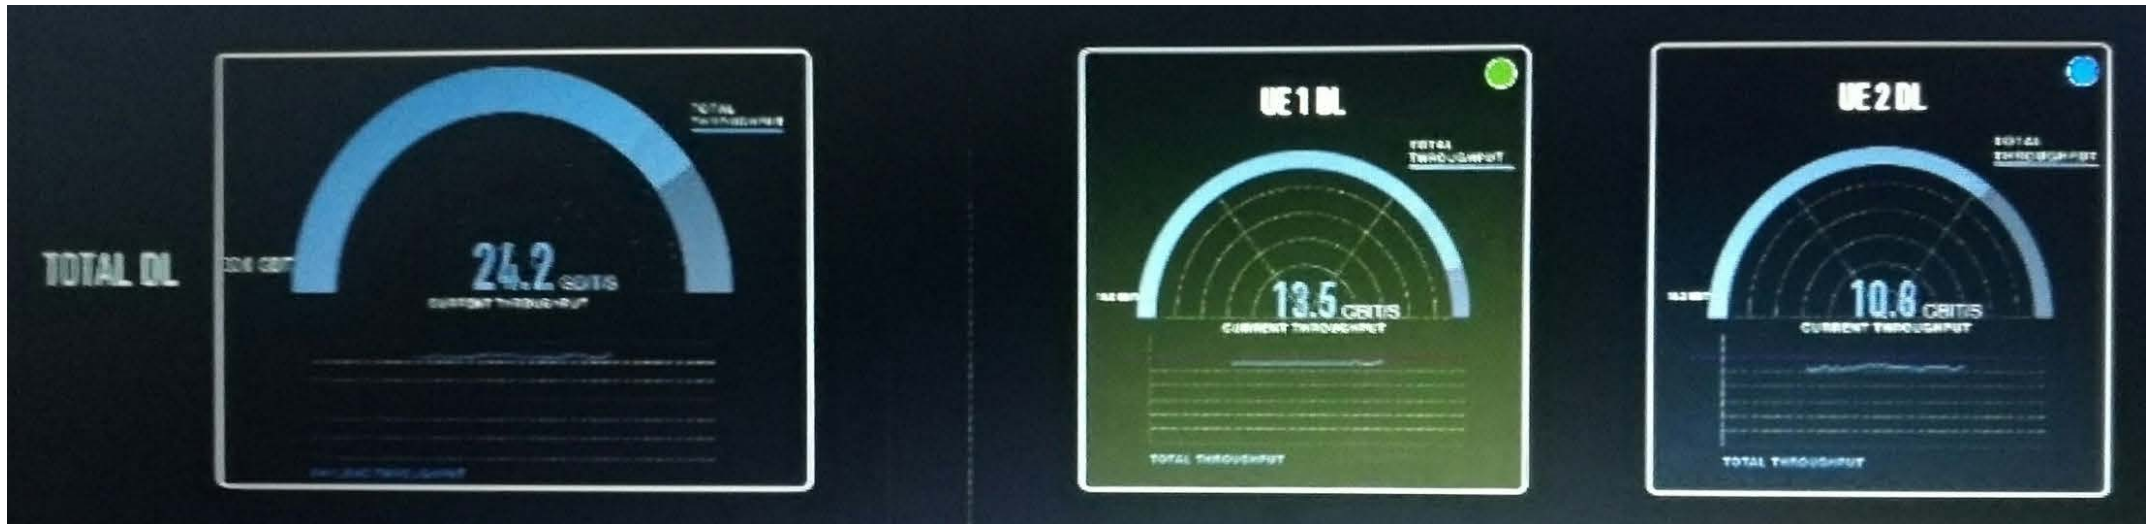 TOTAL DL
TOTAL
THROUGHPUT
24.2 GBIT/S
CURRENT THROUGHPUT
UE 1 DL
TOTAL
THROUGHPUT
13.5 GBIT/S
CURRENT THROUGHPUT
TOTAL THROUGHPUT
UE 2 DL
TOTAL
THROUGHPUT
10.8 GBIT/S
CURRENT THROUGHPUT
TOTAL THROUGHPUT